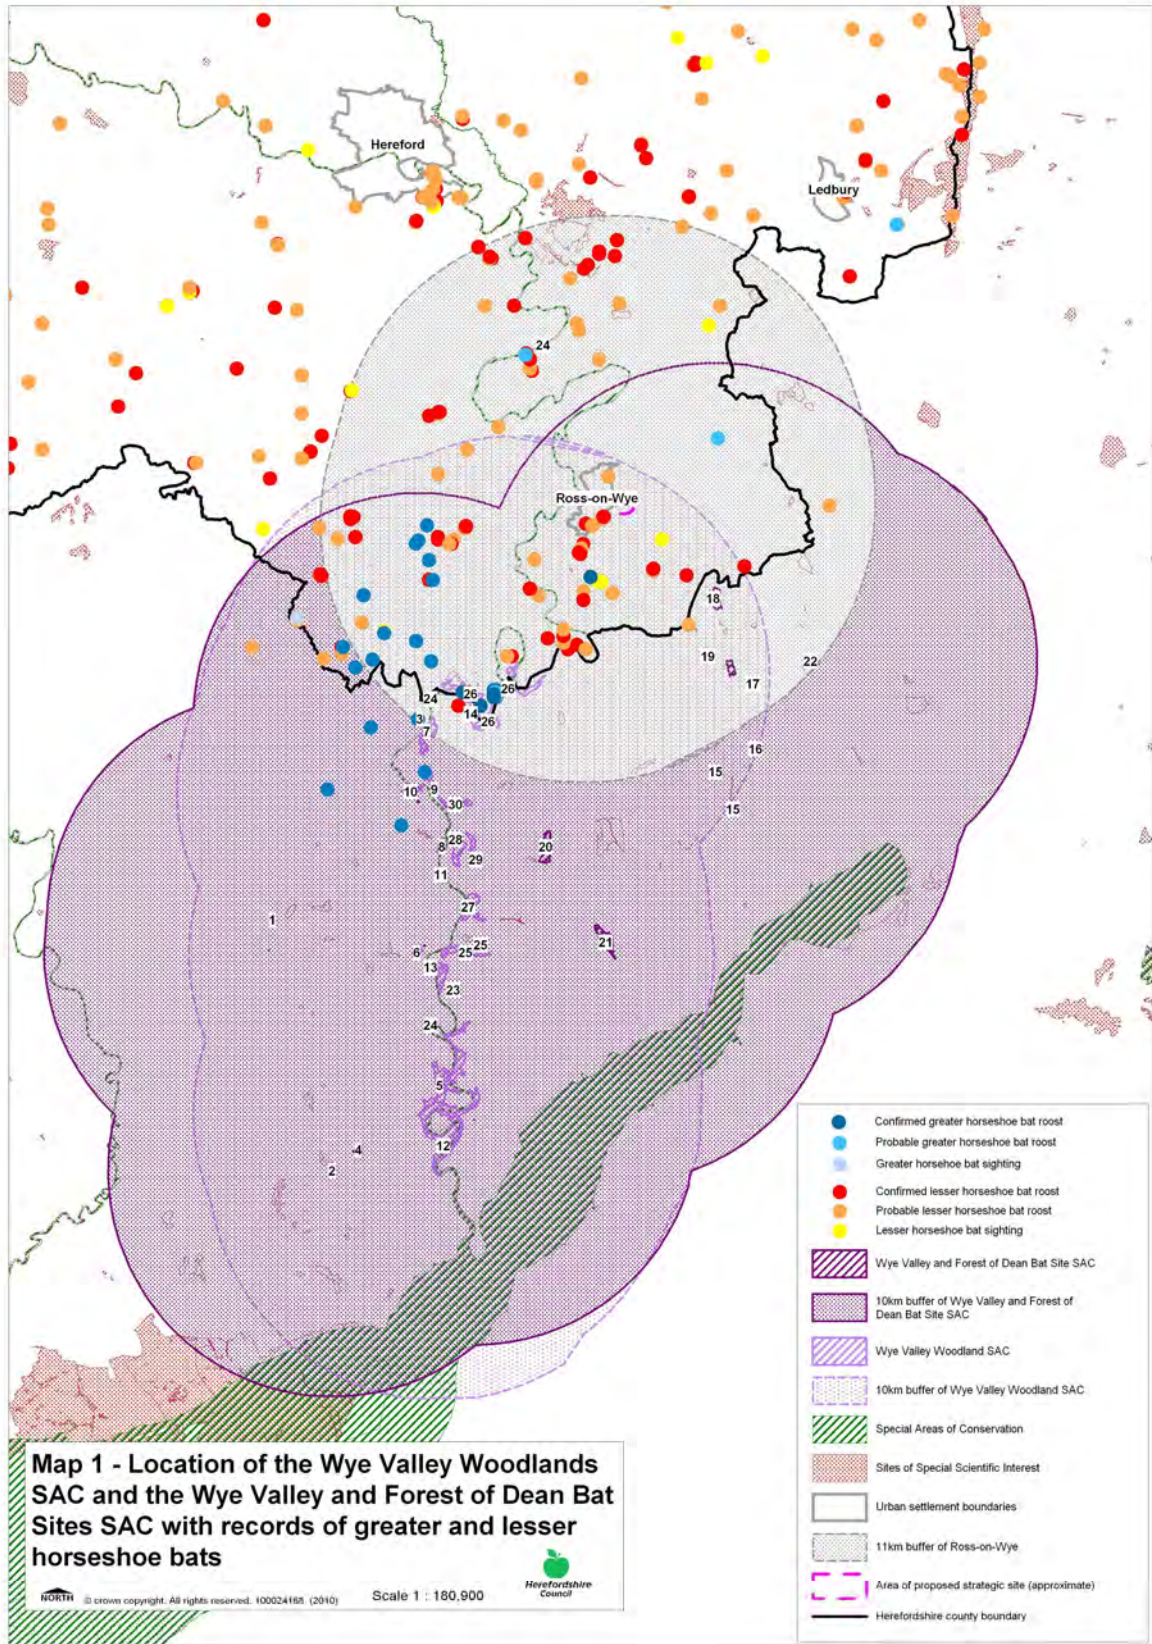 Hereford
Ledbury
24
Ross-on-Wye
18
19
22
17
24
26
26
14
26
3
7
16
15
10
9
30
15
28
8
20
29
11
27
1
21
25
6
25
13
23
24
5
12
4
2
Confirmed greater horseshoe bat roost
Probable greater horseshoe bat roost
Greater horsehoe bat sighting
Confirmed lesser horseshoe bat roost
Probable lesser horseshoe bat roost
Lesser horseshoe bat sighting
Wye Valley and Forest of Dean Bat Site SAC
10km buffer of Wye Valley and Forest of
Dean Bat Site SAC
Wye Valley Woodland SAC
10km buffer of Wye Valley Woodland SAC
Special Areas of Conservation
Sites of Special Scientific Interest
Urban settlement boundaries
11km buffer of Ross-on-Wye
Area of proposed strategic site (approximate)
Herefordshire county boundary
Map 1 - Location of the Wye Valley Woodlands
SAC and the Wye Valley and Forest of Dean Bat
Sites SAC with records of greater and lesser
horseshoe bats
NORTH © crown copyright. All rights reserved. 100024168. (2010) Scale 1 : 180,900
Herefordshire
Council